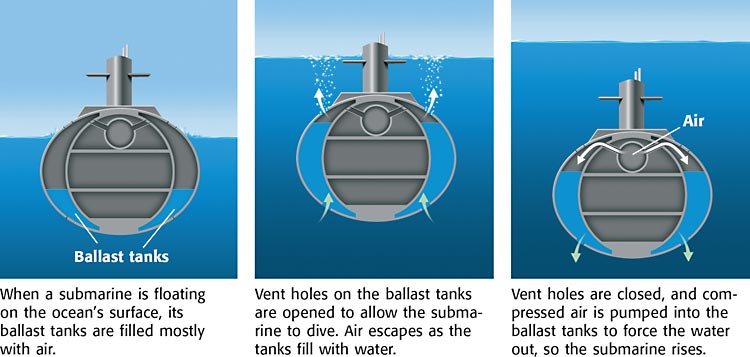 Ballast tanks
When a submarine is floating
on the ocean's surface, its
ballast tanks are filled mostly
with air.
Vent holes on the ballast tanks
are opened to allow the subma-
rine to dive. Air escapes as the
tanks fill with water.
Air
Vent holes are closed, and com-
pressed air is pumped into the
ballast tanks to force the water
out, so the submarine rises.